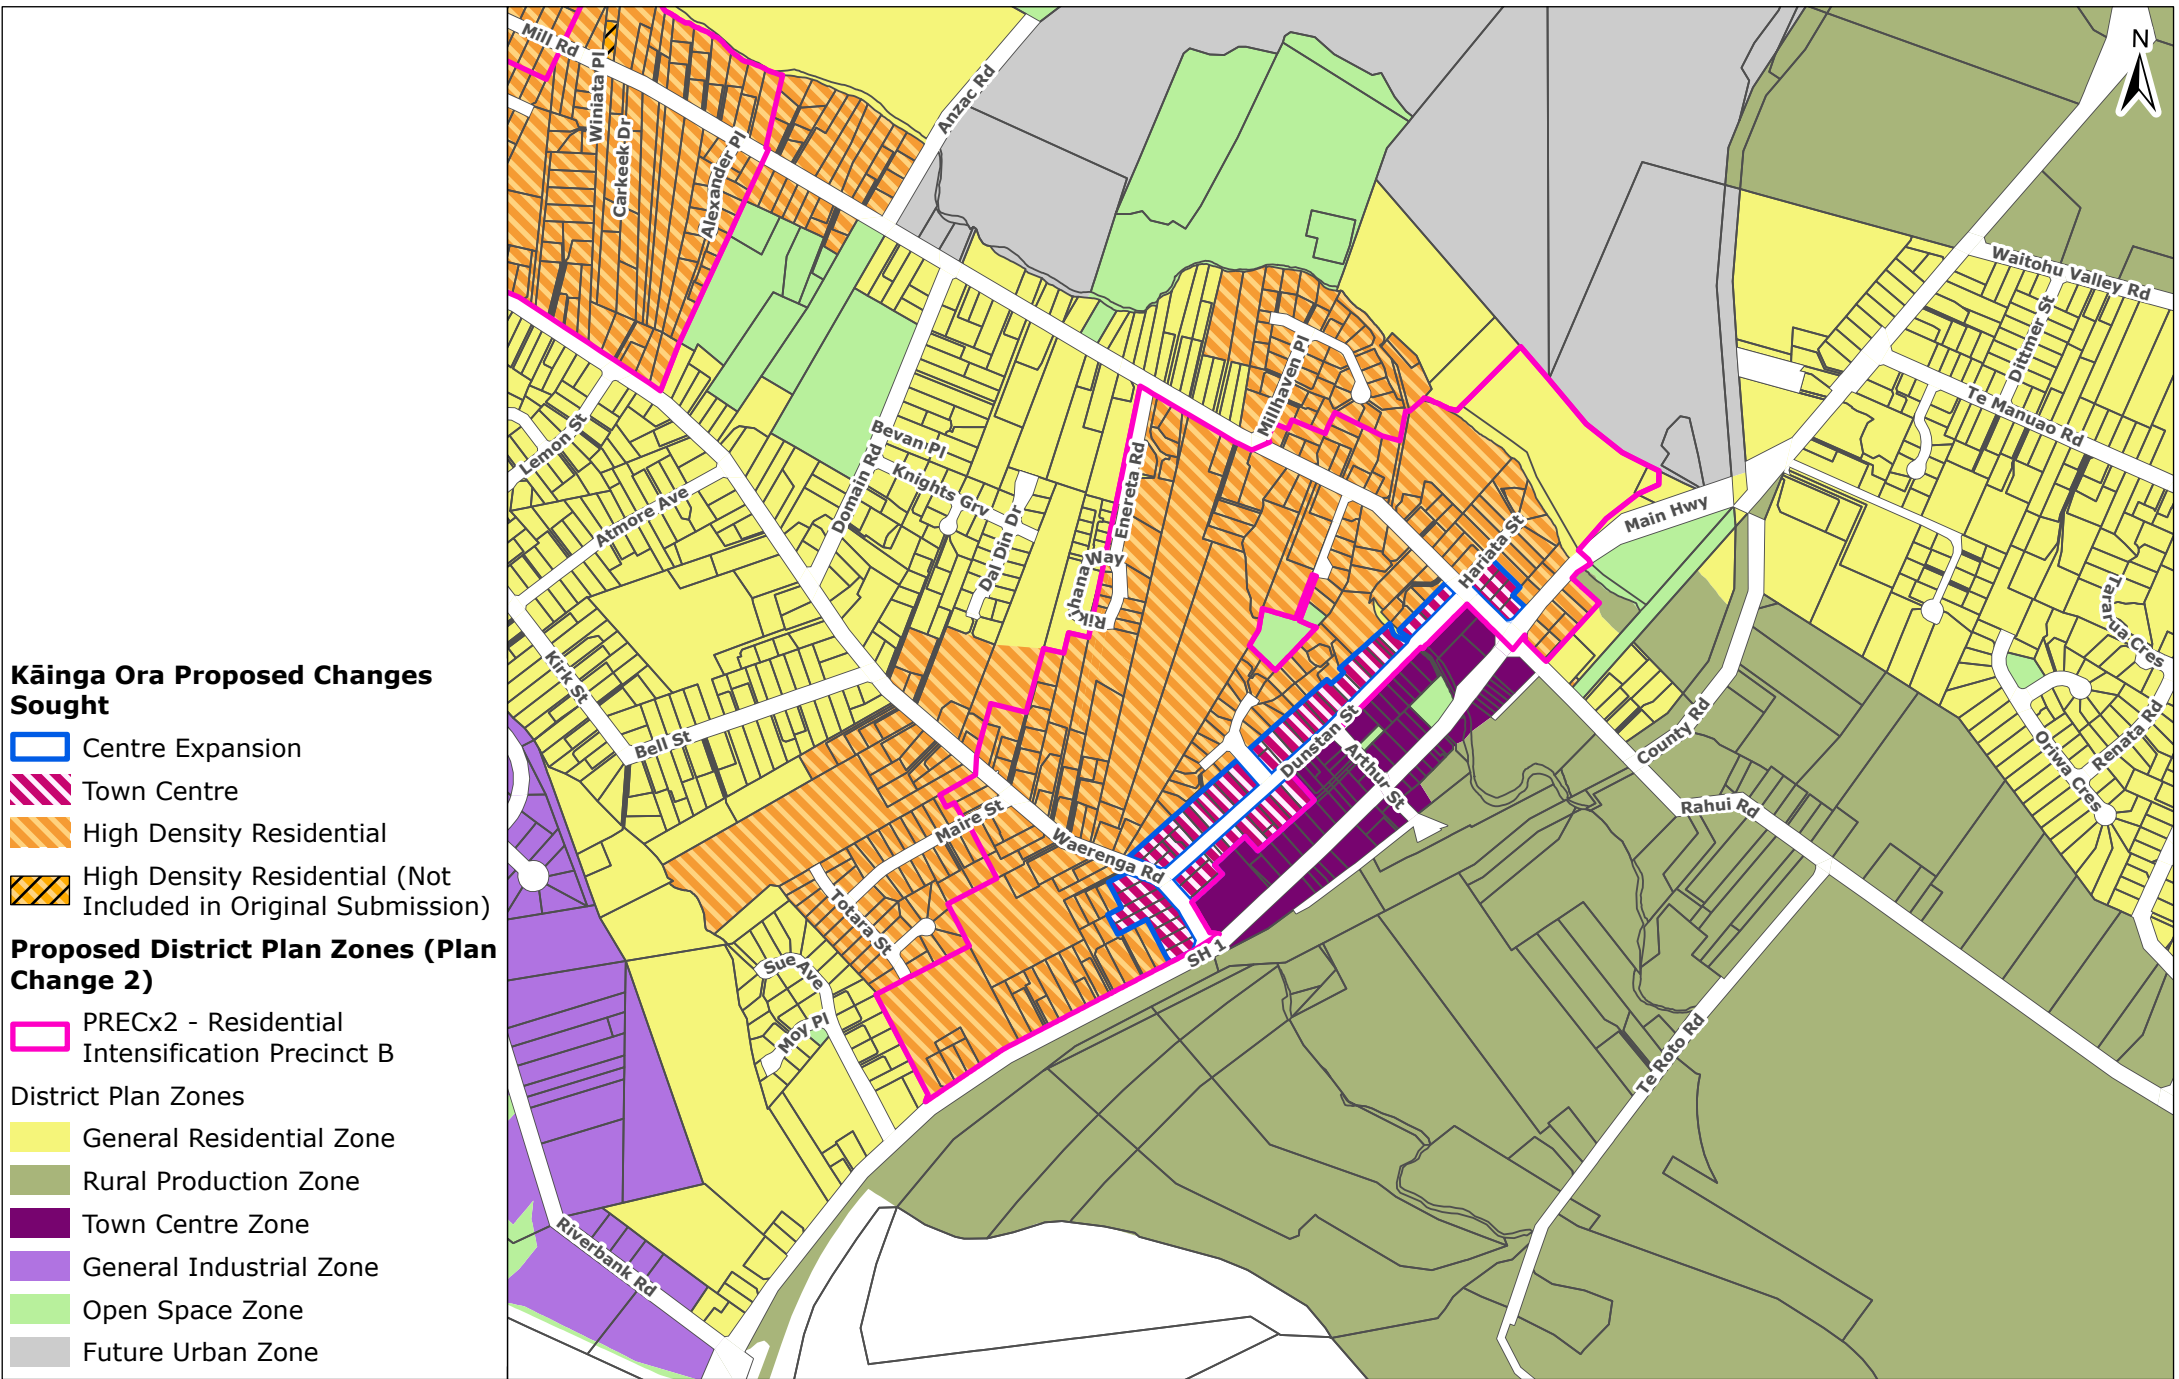 Kāinga Ora Proposed Changes
Sought
Centre Expansion
Town Centre
High Density Residential
High Density Residential (Not
Included in Original Submission)
Proposed District Plan Zones (Plan
Change 2)
PRECx2 - Residential
Intensification Precinct B
District Plan Zones
General Residential Zone
Rural Production Zone
Town Centre Zone
General Industrial Zone
Open Space Zone
Future Urban Zone
N
Mill Rd
Winiata Pl
Carkeek Dr
Alexander Pl
Anzac Rd
Waitohu Valley Rd
Dittmer St
Te Manuao Rd
Millhaven Pl
Lemon St
Bevan Pl
Domain Rd
Knights Grv
Enereta Rd
Atmore Ave
Dal Din Dr
Way
Main Hwy
Hariata St
Tararua Cres
Kirk St
Bell St
Dunstan St
Arthur St
County Rd
Renata Rd
Oriwa Cres
Rahui Rd
Maire St
Waerenga Rd
Totara St
SH 1
Sue Ave
Moy Pl
Te Roto Rd
Riverbank Rd